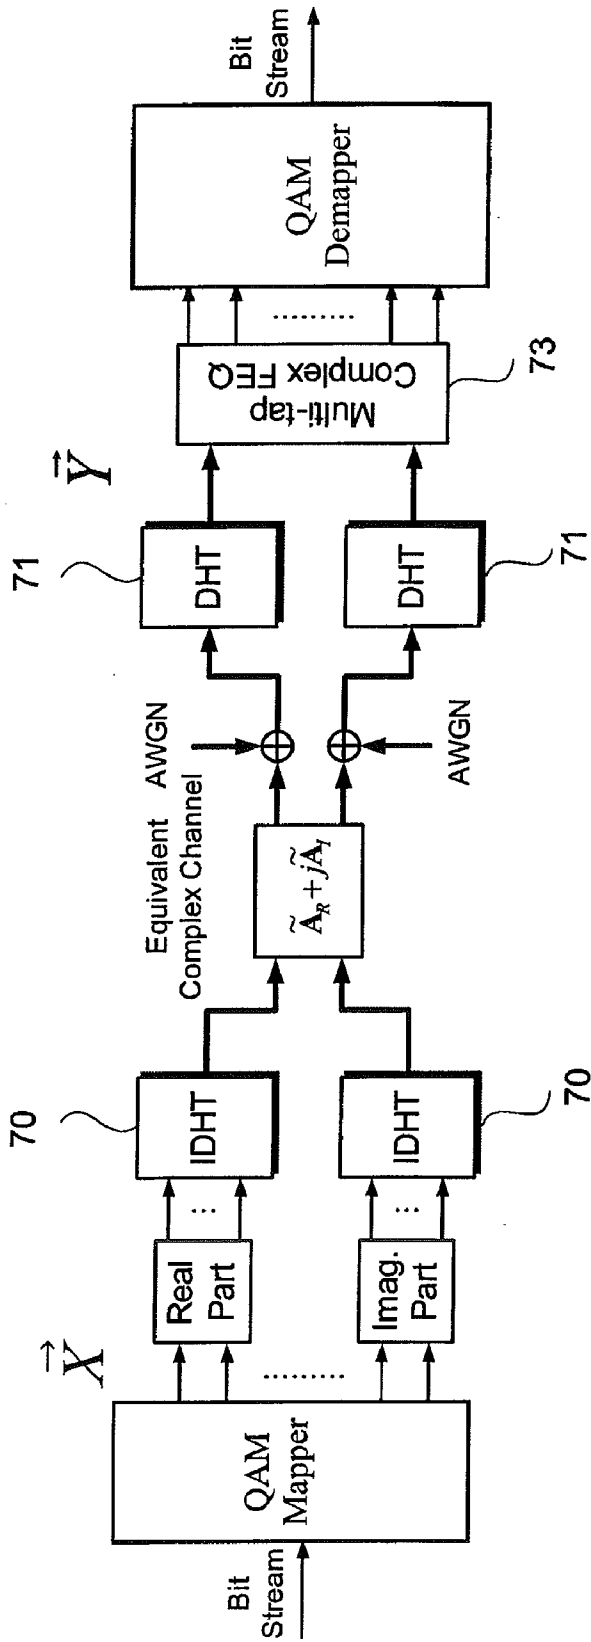 Bit
Stream
QAM
Mapper
X
Real
Part
Imag.
Part
70
IDHT
IDHT
70
Equivalent
Complex Channel
Ã_R + jÃ_I
AWGN
AWGN
71
DHT
DHT
71
Y
Multi-tap
Complex FEQ
73
QAM
Demapper
Bit
Stream